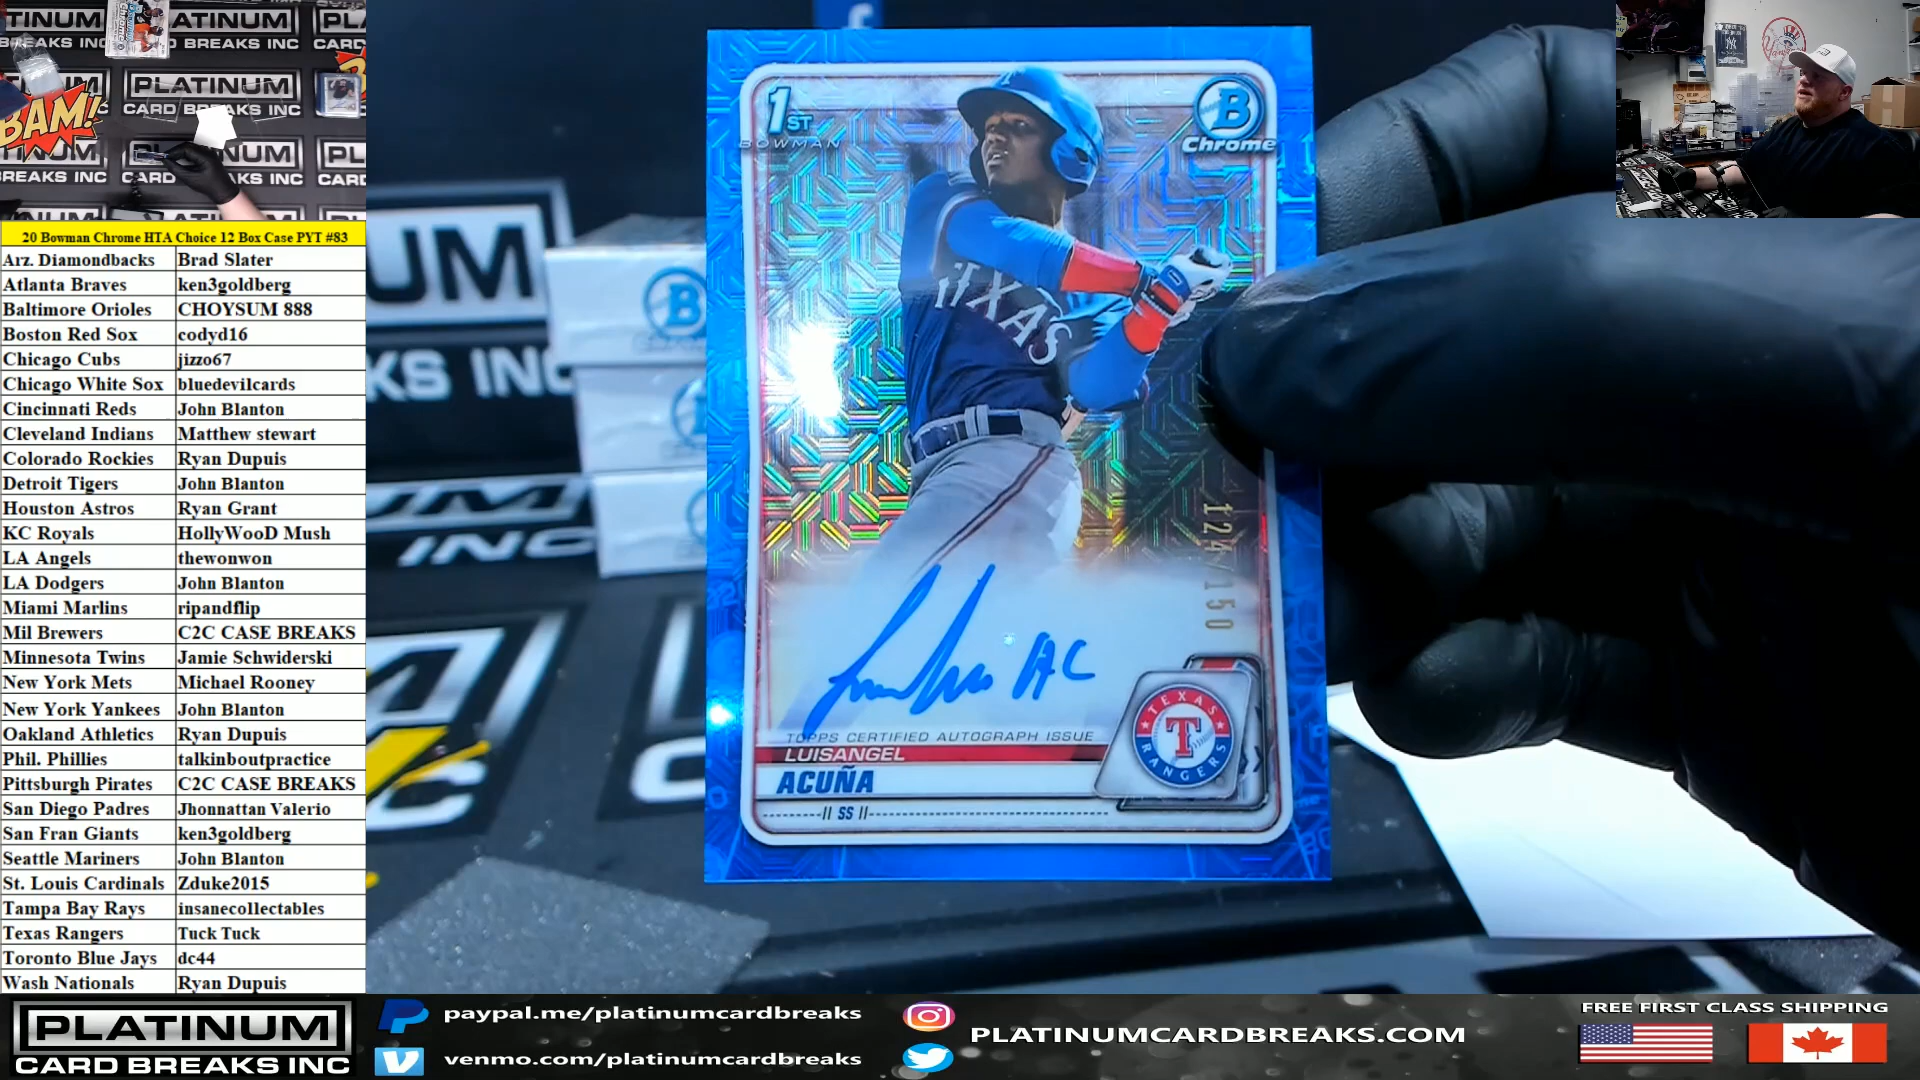 PLATINUM
CARD BREAKS INC
BAM!
20 Bowman Chrome HTA Choice 12 Box Case PYT #83
Arz. Diamondbacks Brad Slater
Atlanta Braves ken3goldberg
Baltimore Orioles CHOYSUM 888
Boston Red Sox codyd16
Chicago Cubs jizzo67
Chicago White Sox bluedevilcards
Cincinnati Reds John Blanton
Cleveland Indians Matthew stewart
Colorado Rockies Ryan Dupuis
Detroit Tigers John Blanton
Houston Astros Ryan Grant
KC Royals HollyWooD Mush
LA Angels thewonwon
LA Dodgers John Blanton
Miami Marlins ripandflip
Mil Brewers C2C CASE BREAKS
Minnesota Twins Jamie Schwiderski
New York Mets Michael Rooney
New York Yankees John Blanton
Oakland Athletics Ryan Dupuis
Phil. Phillies talkinboutpractice
Pittsburgh Pirates C2C CASE BREAKS
San Diego Padres Jhonnattan Valerio
San Fran Giants ken3goldberg
Seattle Mariners John Blanton
St. Louis Cardinals Zduke2015
Tampa Bay Rays insanecollectables
Texas Rangers Tuck Tuck
Toronto Blue Jays dc44
Wash Nationals Ryan Dupuis
1ST
BOWMAN
B
Chrome
TEXAS
124/150
TOPPS CERTIFIED AUTOGRAPH ISSUE
LUISANGEL
ACUÑA
SS
TEXAS
T
RANGERS
PLATINUM
CARD BREAKS INC
paypal.me/platinumcardbreaks
venmo.com/platinumcardbreaks
PLATINUMCARDBREAKS.COM
FREE FIRST CLASS SHIPPING